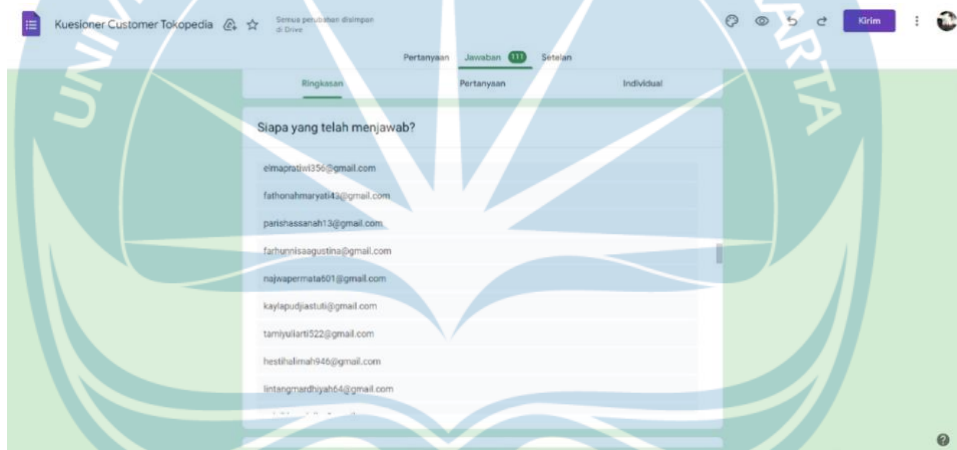 Kuesioner Customer Tokopedia
Semua perubahan disimpan
di Drive
Kirim
Pertanyaan Jawaban 111 Setelan
Ringkasan Pertanyaan Individual
Siapa yang telah menjawab?
elmapratiwi356@gmail.com
fathonahmaryati43@gmail.com
parishassanah13@gmail.com
farhunnisaagustina@gmail.com
najwapermata601@gmail.com
kaylapudjiastuti@gmail.com
tamiyuliarti522@gmail.com
hestihalimah946@gmail.com
lintangmardhiyah64@gmail.com